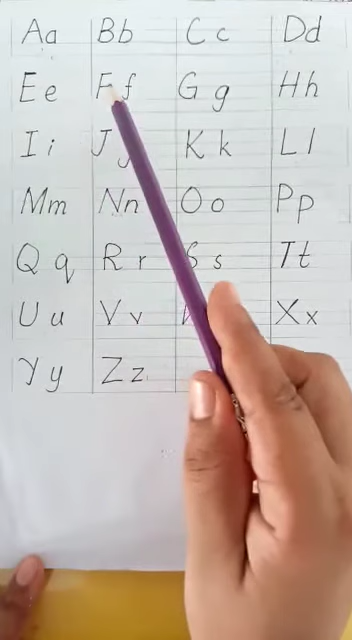 Aa Bb Cc Dd
Ee Ff Gg Hh
Ii Jj Kk Ll
Mm Nn Oo Pp
Qq Rr Ss Tt
Uu Vv Xx
Yy Zz